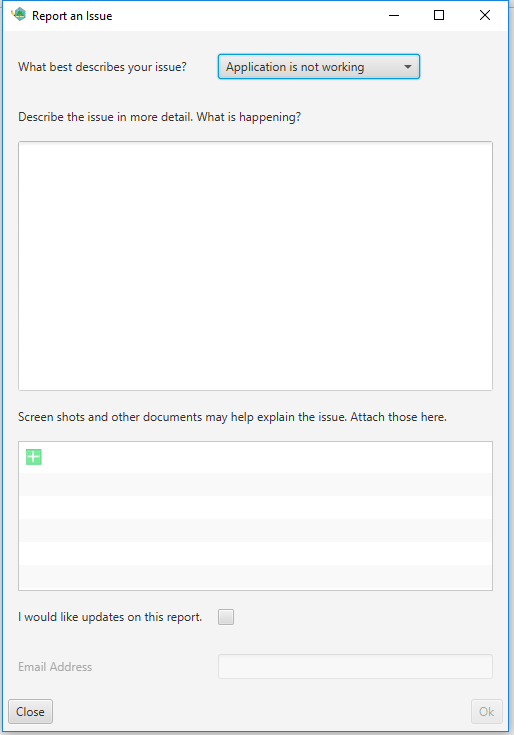 Report an Issue
What best describes your issue? Application is not working
Describe the issue in more detail. What is happening?
Screen shots and other documents may help explain the issue. Attach those here.
I would like updates on this report.
Email Address
Close Ok